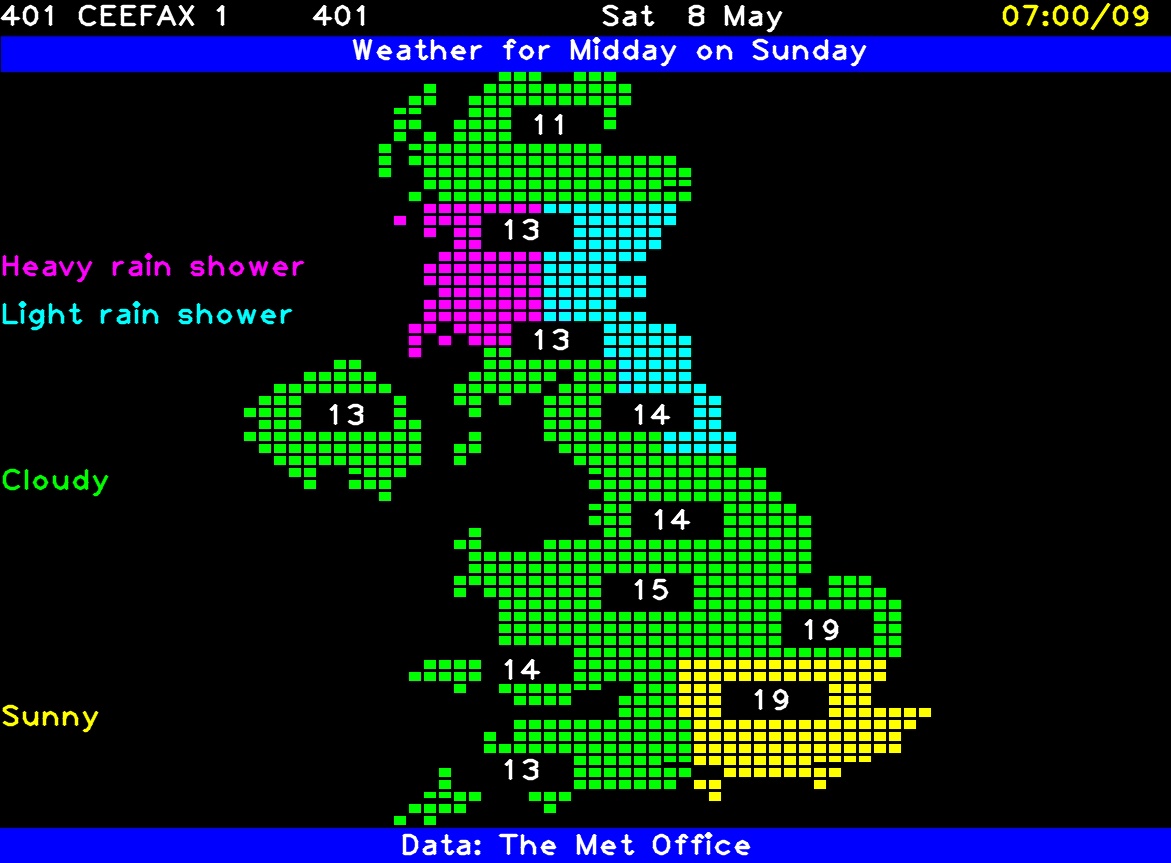 401 CEEFAX 1 401 Sat 8 May 07:00/09
Weather for Midday on Sunday
11
13
Heavy rain shower
Light rain shower
13
13 14
Cloudy
14
15
19
14
19
Sunny
13
Data: The Met Office